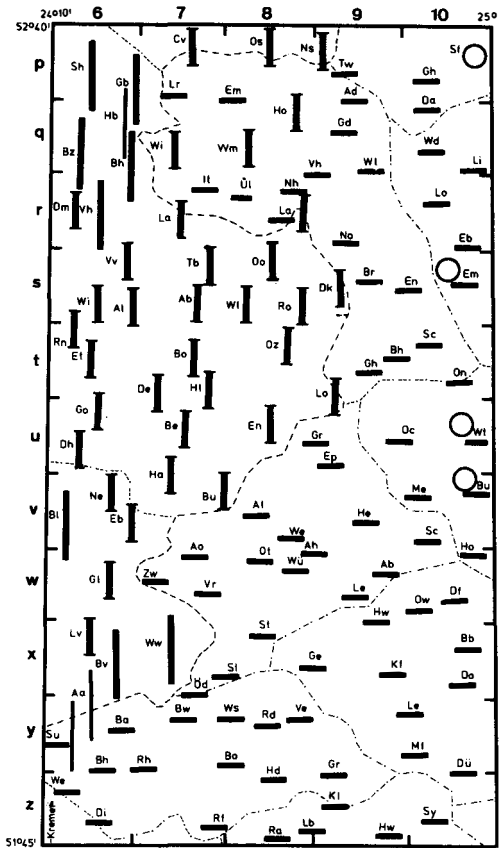 24°10' 6 7 8 9 10 25°
52°40'
Cv Os Ns Sf
p Sh Gb Tw Gh
Lr Em Ad Da
Hb Ho
q Wi Wm Gd Wd
Bz Bh Vh Wl Li
It Ül Nh
r Dm Vh La La Lo
Na Eb
Vv Tb Oo
s Dk Br Em
En
Wi Al Ab Wl Ro
Rn Sc
t Et Bo Oz Bh
Gh On
De Hl Lo
Go
u Be En Gr Oc Wt
Dh Ep
Ha Bu
Ne Bu Me
v Bl Eb Al He
We Sc
Ao Ot Ah Ho
w Gl Zw Wü Ab
Vr Le Df
Ow
Hw
x Lv Ww St Bb
Bv Ge Kf
Aa Sl Da
Od
y Ba Bw Ws Rd Ve Le
Su Ml
Bh Rh Bo Hd Gr Dü
We
z Kl
Di Rf Lb Sy
51°45' Ra Hw
Kremer